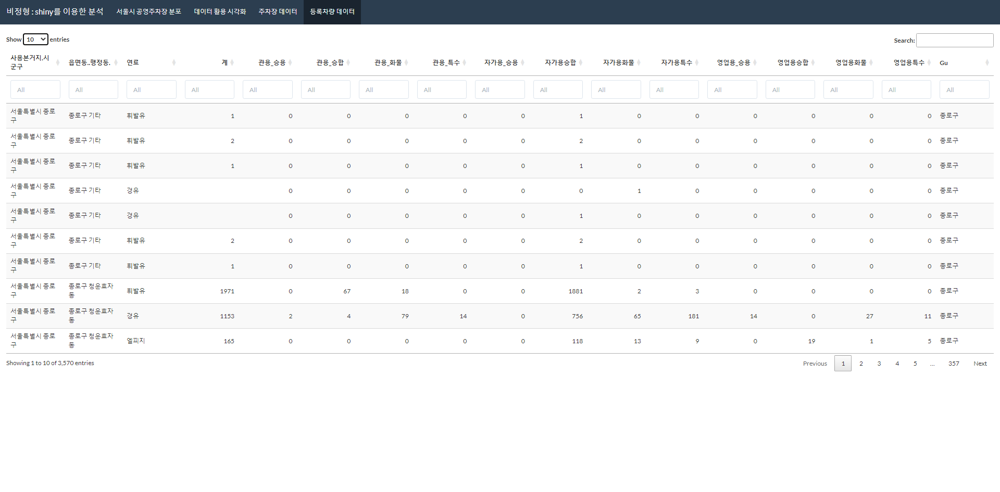 비정형 : shiny를 이용한 분석 서울시 공영주차장 분포 데이터 활용 시각화 주차장 데이터 등록차량 데이터
Show 10 entries Search:
사용본거지.시군구 읍면동..행정동. 연료 계 관용_승용 관용_승합 관용_화물 관용_특수 자가용_승용 자가용승합 자가용화물 자가용특수 영업용_승용 영업용승합 영업용화물 영업용특수 Gu
All All All All All All All All All All All All All All All All All
서울특별시 종로구 종로구 기타 휘발유 1 0 0 0 0 0 1 0 0 0 0 0 0 종로구
서울특별시 종로구 종로구 기타 휘발유 2 0 0 0 0 0 2 0 0 0 0 0 0 종로구
서울특별시 종로구 종로구 기타 휘발유 1 0 0 0 0 0 1 0 0 0 0 0 0 종로구
서울특별시 종로구 종로구 기타 경유 0 0 0 0 0 0 1 0 0 0 0 0 종로구
서울특별시 종로구 종로구 기타 경유 0 0 0 0 0 1 0 0 0 0 0 0 종로구
서울특별시 종로구 종로구 기타 휘발유 2 0 0 0 0 0 2 0 0 0 0 0 0 종로구
서울특별시 종로구 종로구 기타 휘발유 1 0 0 0 0 0 1 0 0 0 0 0 0 종로구
서울특별시 종로구 종로구 청운효자동 휘발유 1971 0 67 18 0 0 1881 2 3 0 0 0 0 종로구
서울특별시 종로구 종로구 청운효자동 경유 1153 2 4 79 14 0 756 65 181 14 0 27 11 종로구
서울특별시 종로구 종로구 청운효자동 엘피지 165 0 0 0 0 0 118 13 9 0 19 1 5 종로구
Showing 1 to 10 of 3,570 entries Previous 1 2 3 4 5 ... 357 Next